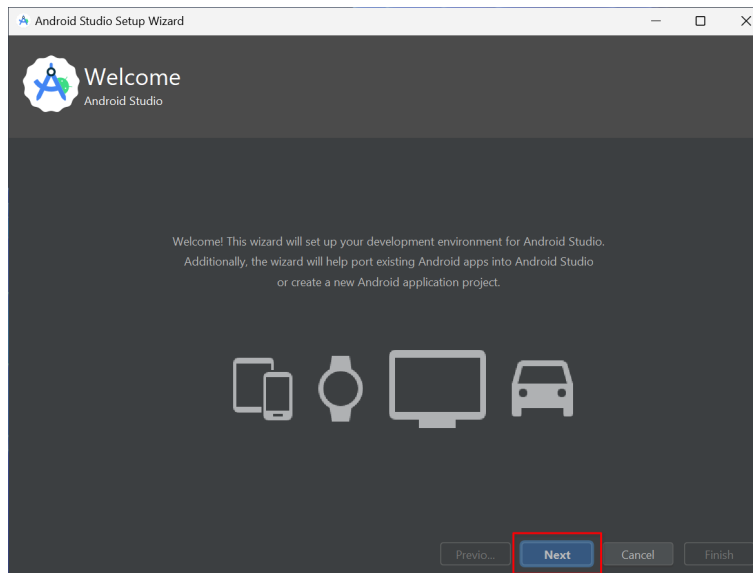 Android Studio Setup Wizard
Welcome
Android Studio
Welcome! This wizard will set up your development environment for Android Studio.
Additionally, the wizard will help port existing Android apps into Android Studio
or create a new Android application project.
Previo...
Next
Cancel
Finish